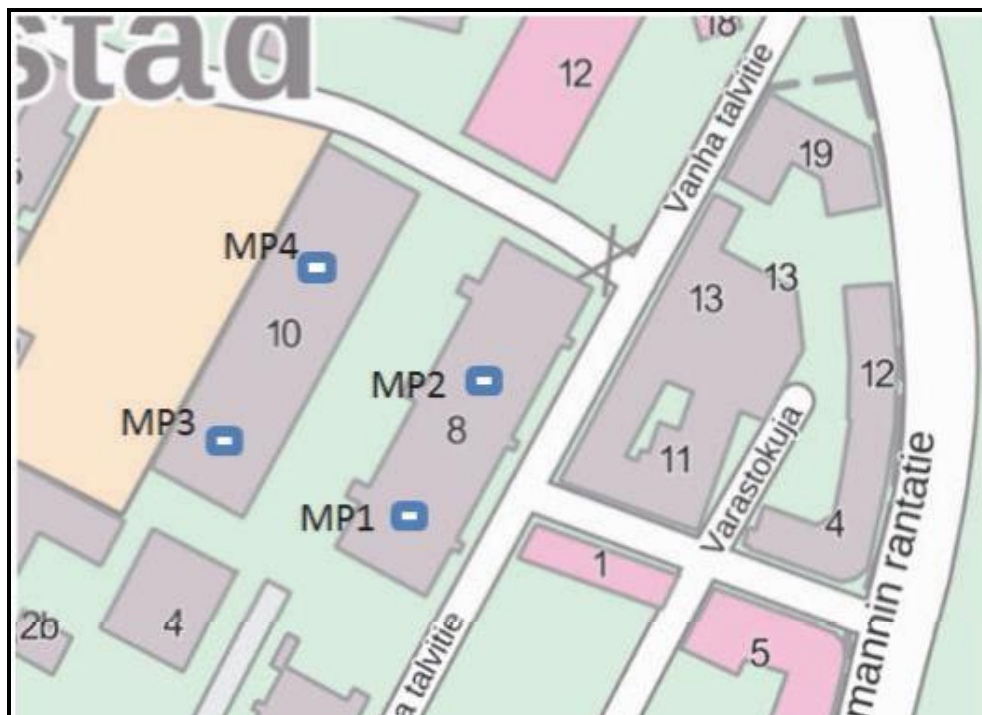 stad
18
12
Vanha talvitie
19
MP4
13
13
10
12
MP2
MP3
8
Varastokuja
11
MP1
4
mannin rantatie
1
4
2b
5
a talvitie